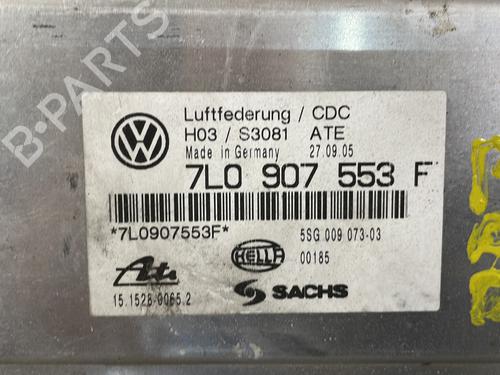 B-PARTS
Luftfederung / CDC
H03 / S3081 ATE
Made in Germany 27.09.05
7L0 907 553 F
*7L0907553F*
5SG 009 073-03
HELLA
00185
Ate
15.1528-0065.2
SACHS